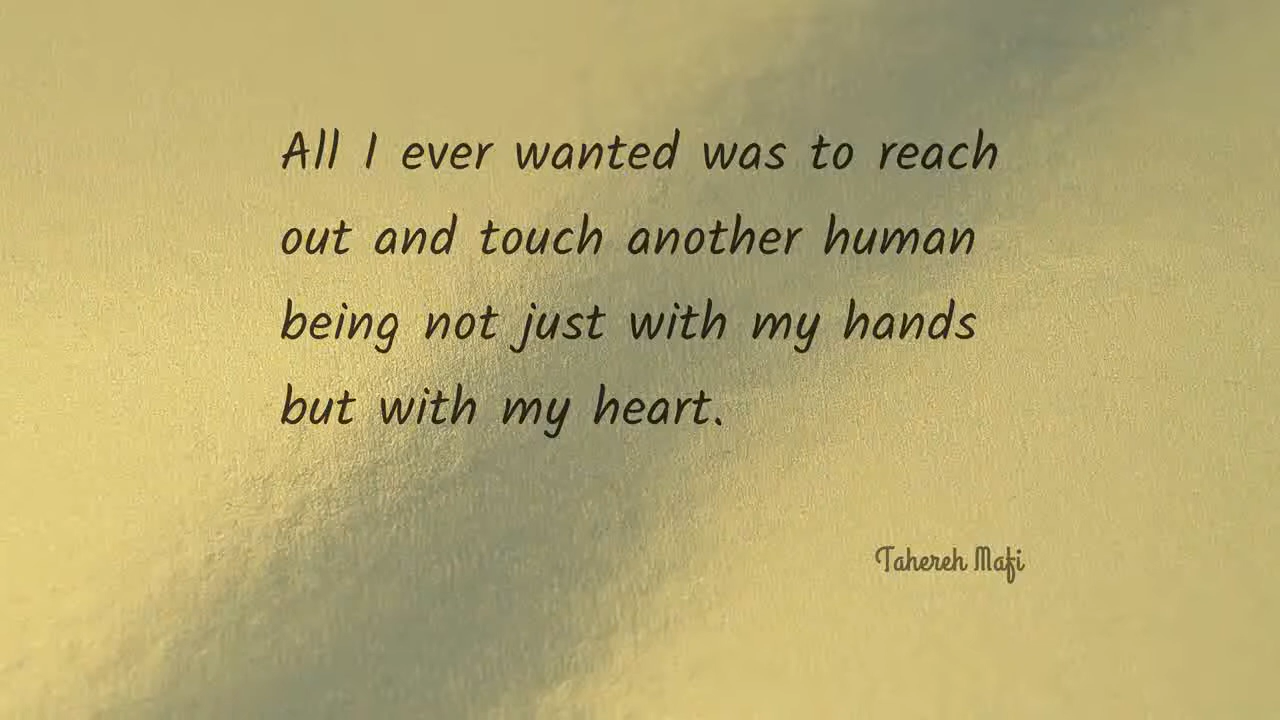 All I ever wanted was to reach
out and touch another human
being not just with my hands
but with my heart.
Tahereh Mafi